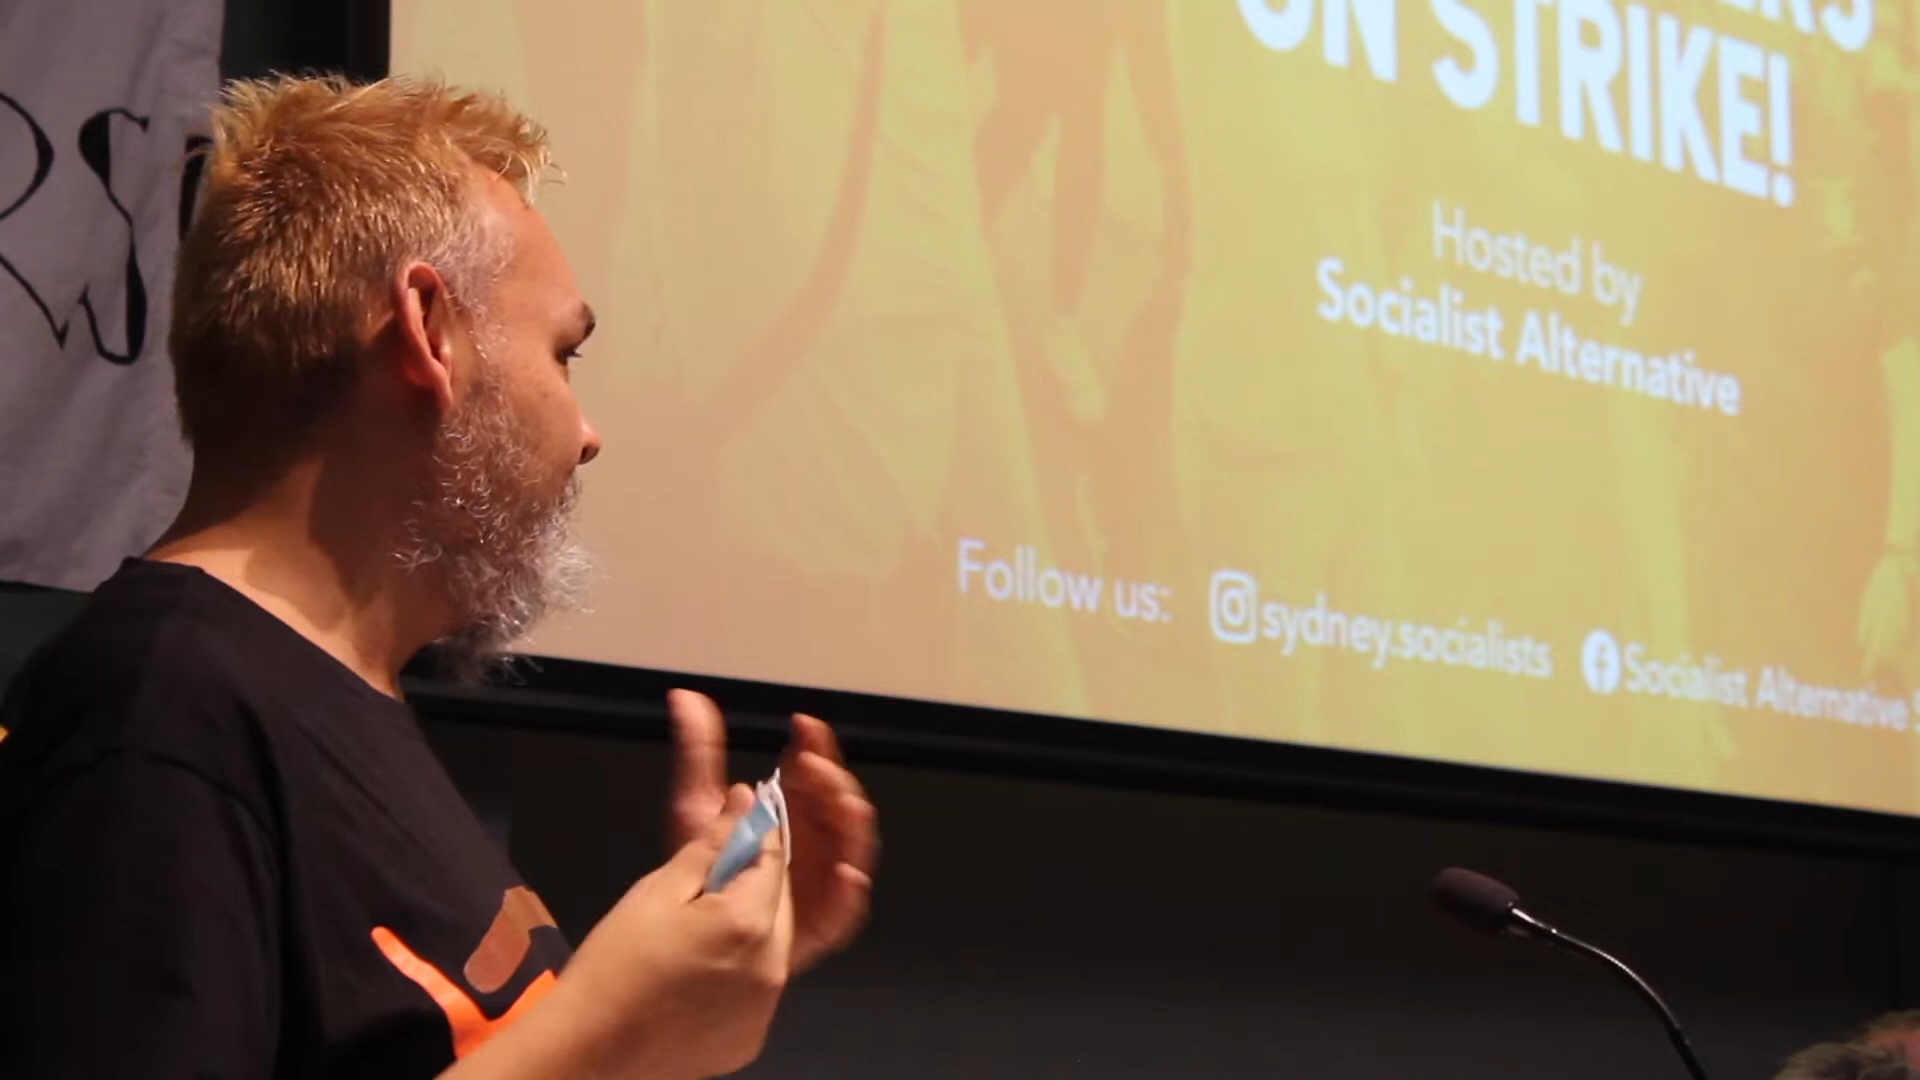 ON STRIKE!
Hosted by
Socialist Alternative
Follow us: sydney.socialists Socialist Alternative